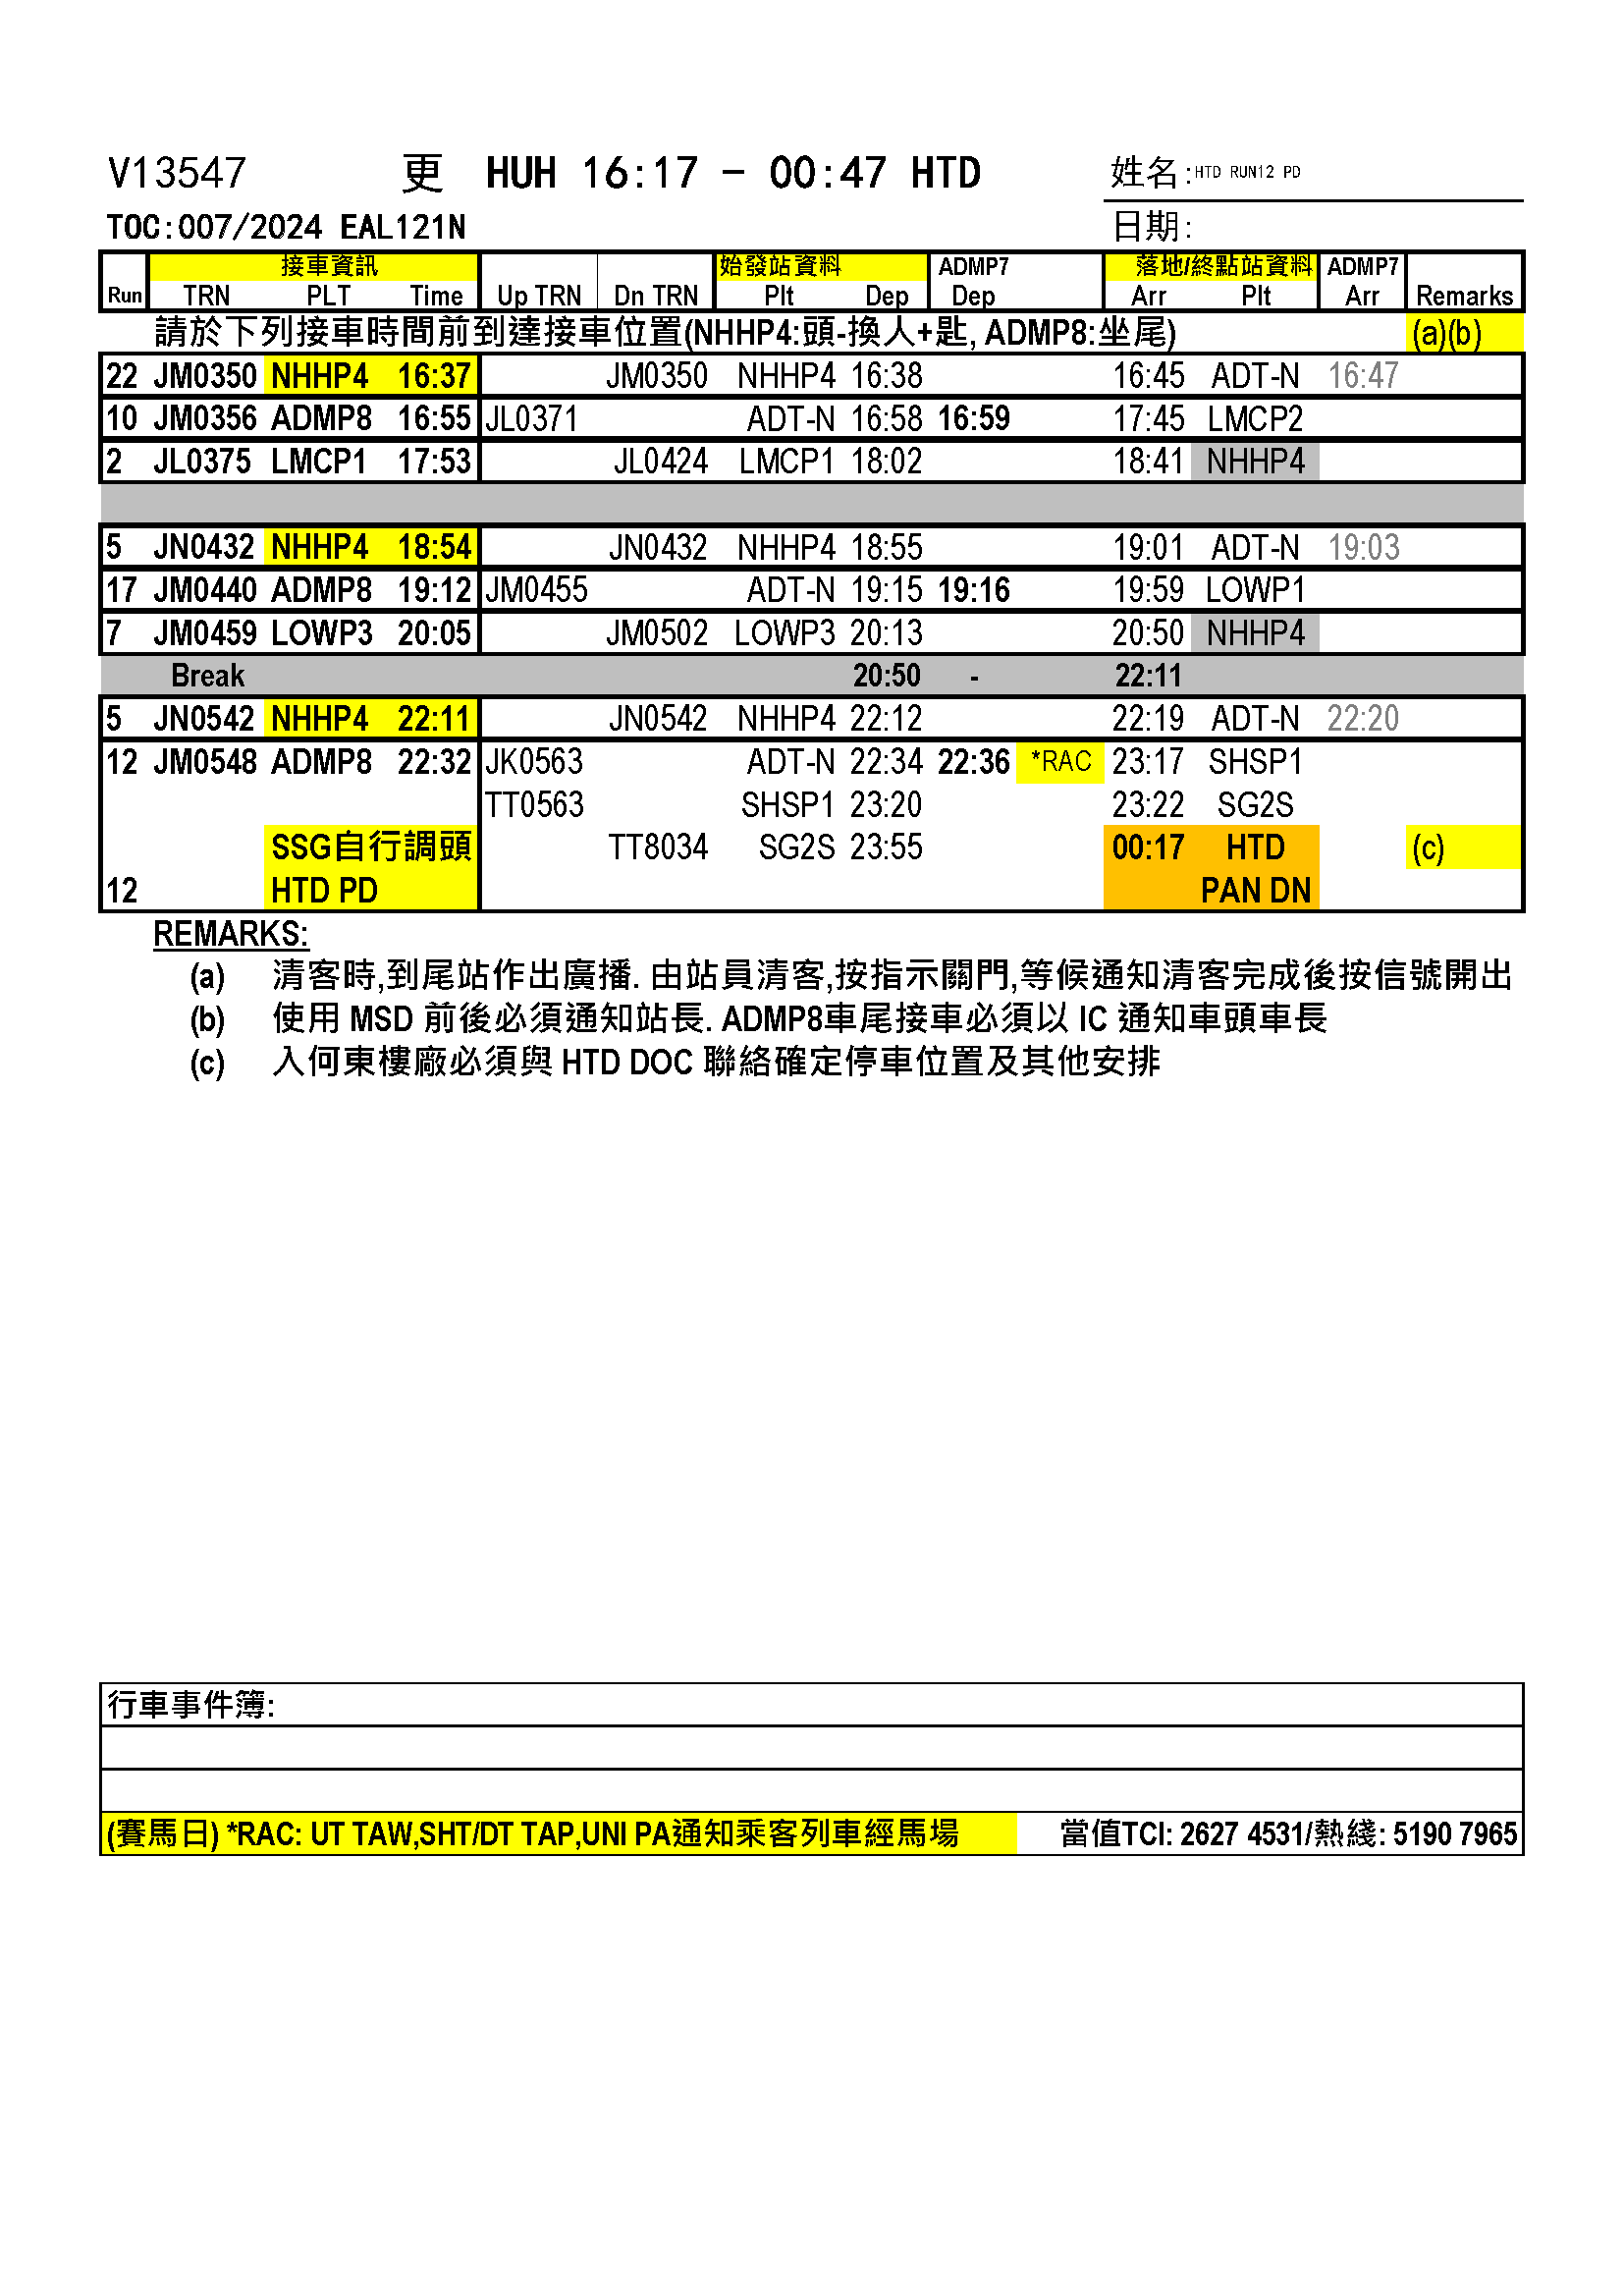 V13547 更 HUH 16:17 - 00:47 HTD 姓名:HTD RUN12 PD
TOC:007/2024 EAL121N 日期:
接車資訊 始發站資料 ADMP7 落地/終點站資料 ADMP7
Run TRN PLT Time Up TRN Dn TRN Plt Dep Dep Arr Plt Arr Remarks
請於下列接車時間前到達接車位置(NHHP4:頭-換人+匙, ADMP8:坐尾) (a)(b)
22 JM0350 NHHP4 16:37 JM0350 NHHP4 16:38 16:45 ADT-N 16:47
10 JM0356 ADMP8 16:55 JL0371 ADT-N 16:58 16:59 17:45 LMCP2
2 JL0375 LMCP1 17:53 JL0424 LMCP1 18:02 18:41 NHHP4
5 JN0432 NHHP4 18:54 JN0432 NHHP4 18:55 19:01 ADT-N 19:03
17 JM0440 ADMP8 19:12 JM0455 ADT-N 19:15 19:16 19:59 LOWP1
7 JM0459 LOWP3 20:05 JM0502 LOWP3 20:13 20:50 NHHP4
Break 20:50 - 22:11
5 JN0542 NHHP4 22:11 JN0542 NHHP4 22:12 22:19 ADT-N 22:20
12 JM0548 ADMP8 22:32 JK0563 ADT-N 22:34 22:36 *RAC 23:17 SHSP1
TT0563 SHSP1 23:20 23:22 SG2S
SSG自行調頭 TT8034 SG2S 23:55 00:17 HTD (c)
12 HTD PD PAN DN
REMARKS:
(a) 清客時,到尾站作出廣播. 由站員清客,按指示關門,等候通知清客完成後按信號開出
(b) 使用 MSD 前後必須通知站長. ADMP8車尾接車必須以 IC 通知車頭車長
(c) 入何東樓廠必須與 HTD DOC 聯絡確定停車位置及其他安排
行車事件簿:
(賽馬日) *RAC: UT TAW,SHT/DT TAP,UNI PA通知乘客列車經馬場 當值TCI: 2627 4531/熱綫: 5190 7965